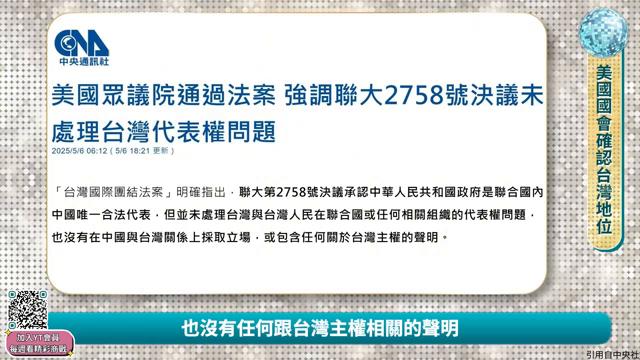 CNA
中央通訊社
美國眾議院通過法案 強調聯大2758號決議未
處理台灣代表權問題
2025/5/6 06:12（5/6 18:21 更新）
「台灣國際團結法案」明確指出，聯大第2758號決議承認中華人民共和國政府是聯合國內
中國唯一合法代表，但並未處理台灣與台灣人民在聯合國或任何相關組織的代表權問題，
也沒有在中國與台灣關係上採取立場，或包含任何關於台灣主權的聲明。
美國國會確認台灣地位
加入YT會員
每週看精彩商戰
也沒有任何跟台灣主權相關的聲明
引用自中央社